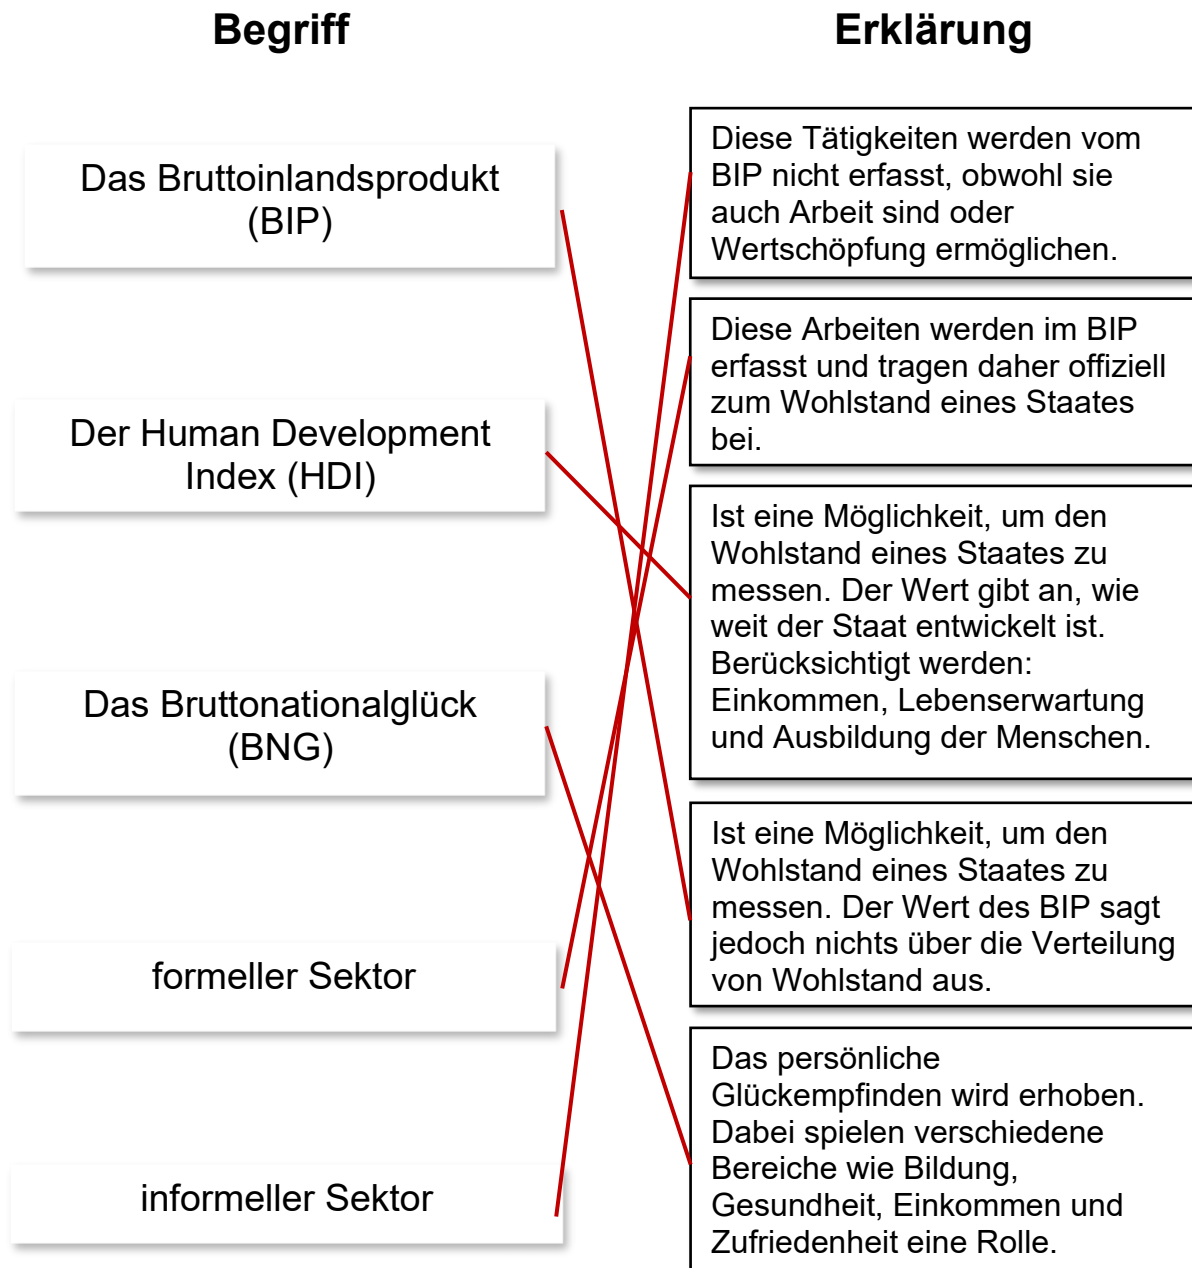 Begriff
Erklärung
Das Bruttoinlandsprodukt
(BIP)
Der Human Development
Index (HDI)
Das Bruttonationalglück
(BNG)
formeller Sektor
informeller Sektor
Diese Tätigkeiten werden vom
BIP nicht erfasst, obwohl sie
auch Arbeit sind oder
Wertschöpfung ermöglichen.
Diese Arbeiten werden im BIP
erfasst und tragen daher offiziell
zum Wohlstand eines Staates
bei.
Ist eine Möglichkeit, um den
Wohlstand eines Staates zu
messen. Der Wert gibt an, wie
weit der Staat entwickelt ist.
Berücksichtigt werden:
Einkommen, Lebenserwartung
und Ausbildung der Menschen.
Ist eine Möglichkeit, um den
Wohlstand eines Staates zu
messen. Der Wert des BIP sagt
jedoch nichts über die Verteilung
von Wohlstand aus.
Das persönliche
Glückempfinden wird erhoben.
Dabei spielen verschiedene
Bereiche wie Bildung,
Gesundheit, Einkommen und
Zufriedenheit eine Rolle.